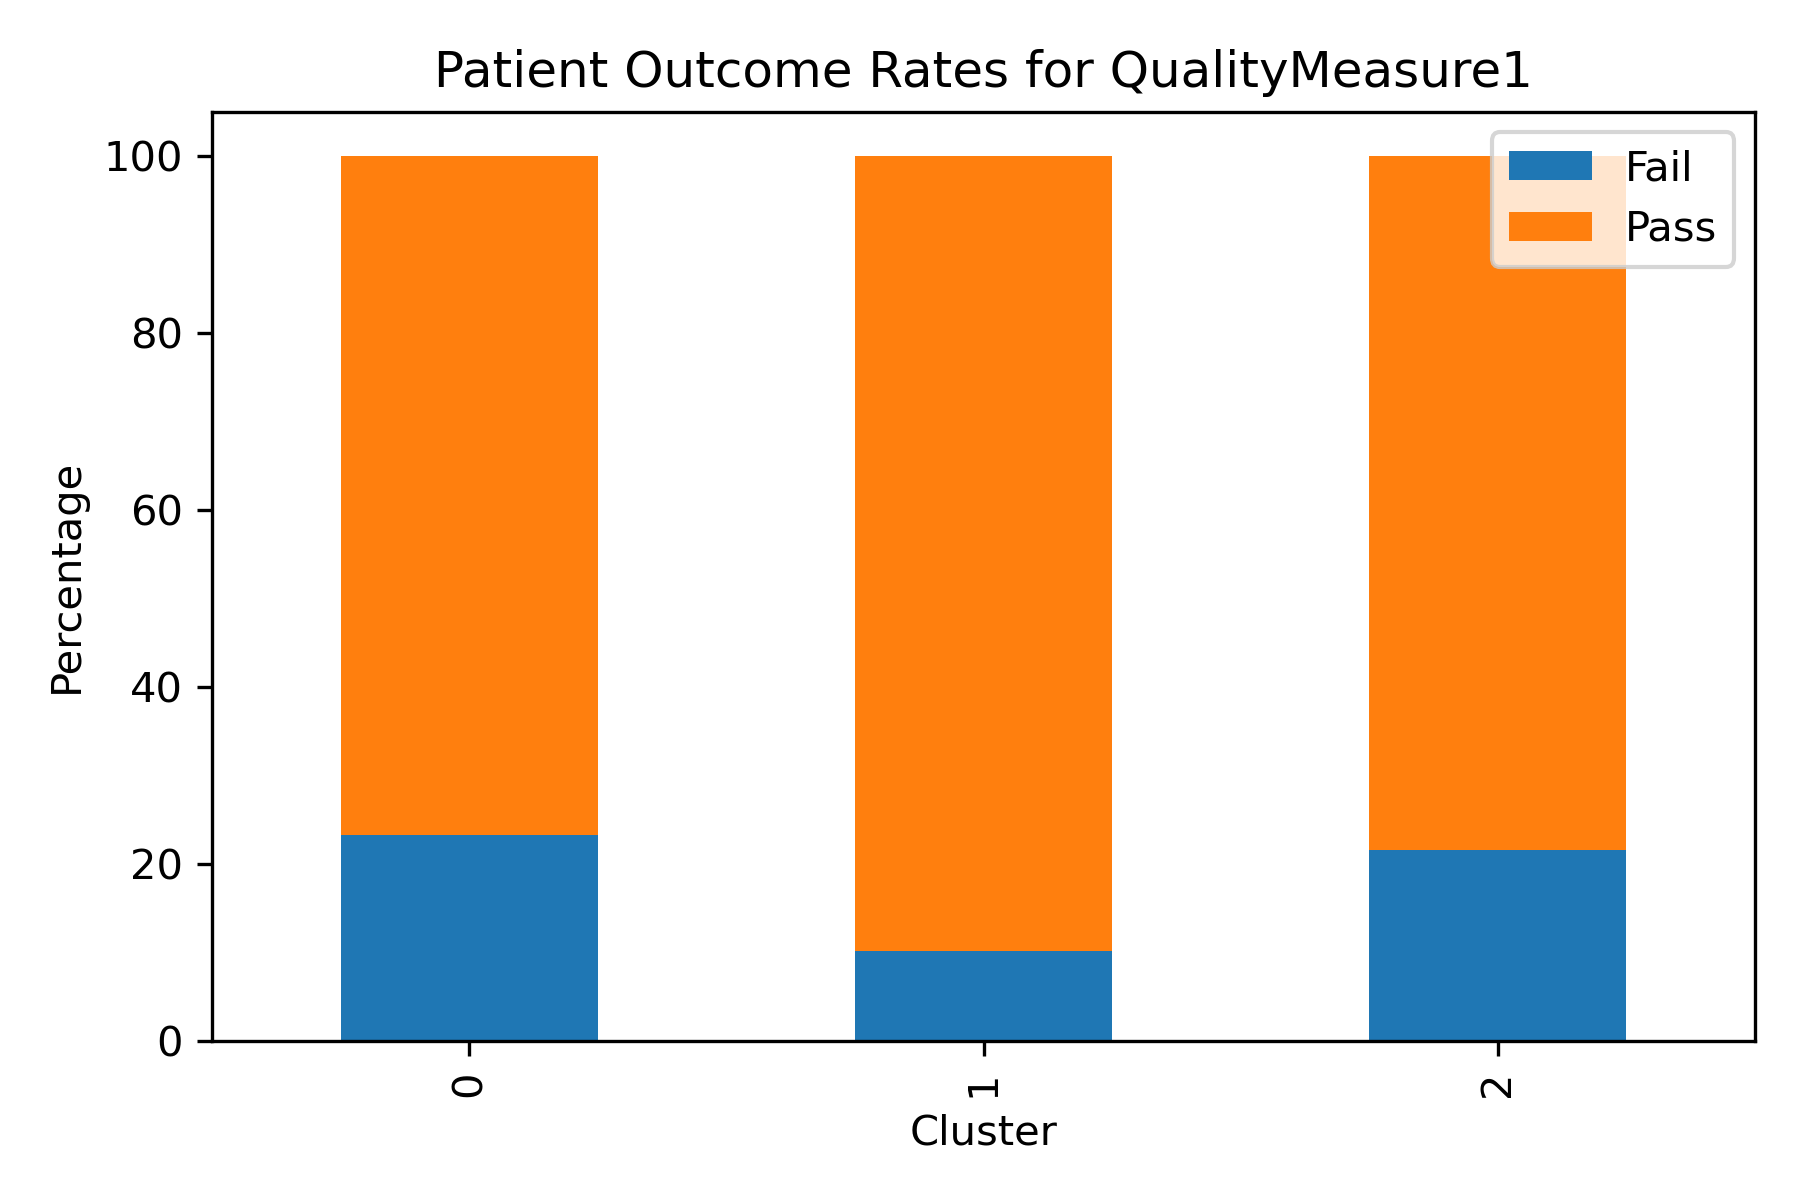 Patient Outcome Rates for QualityMeasure1
Fail
Pass
100
80
60
40
20
0
Percentage
0
1
2
Cluster